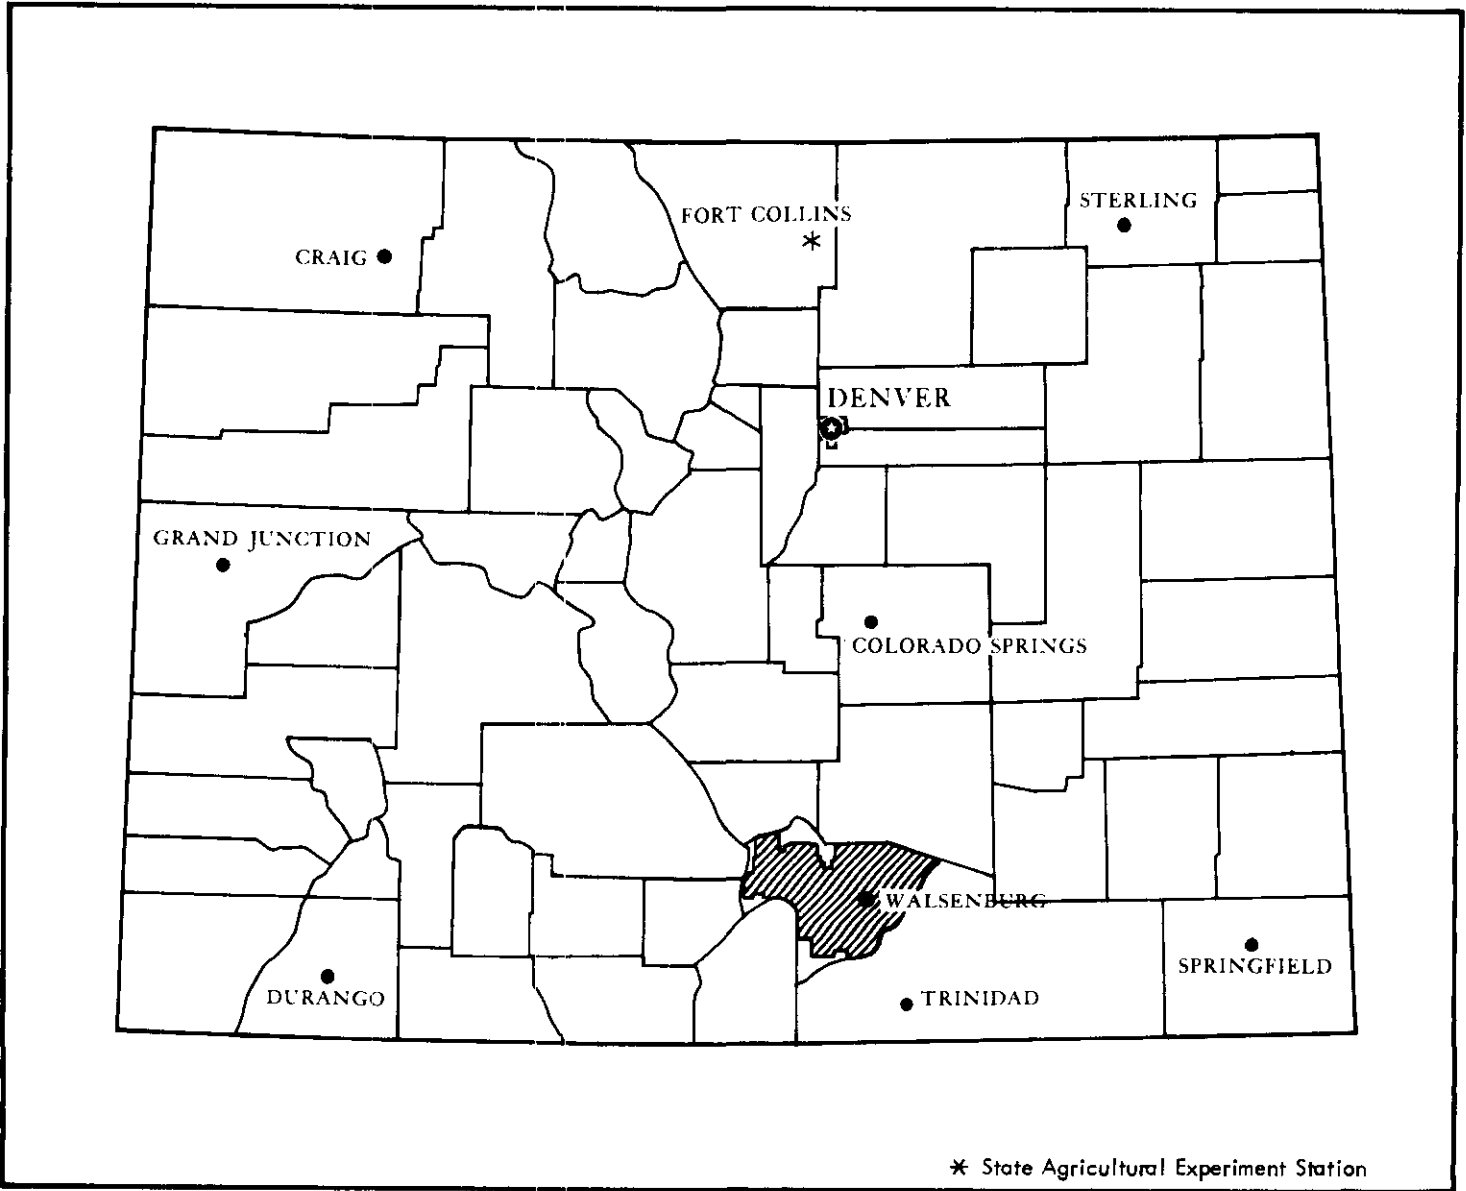 STERLING
FORT COLLINS
CRAIG
DENVER
GRAND JUNCTION
COLORADO SPRINGS
WALSENBURG
SPRINGFIELD
DURANGO
TRINIDAD
* State Agricultural Experiment Station